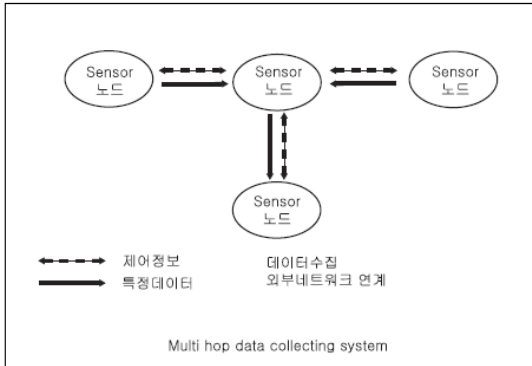 Sensor
노드
Sensor
노드
Sensor
노드
Sensor
노드
제어정보
특정데이터
데이터수집
외부네트워크 연계
Multi hop data collecting system